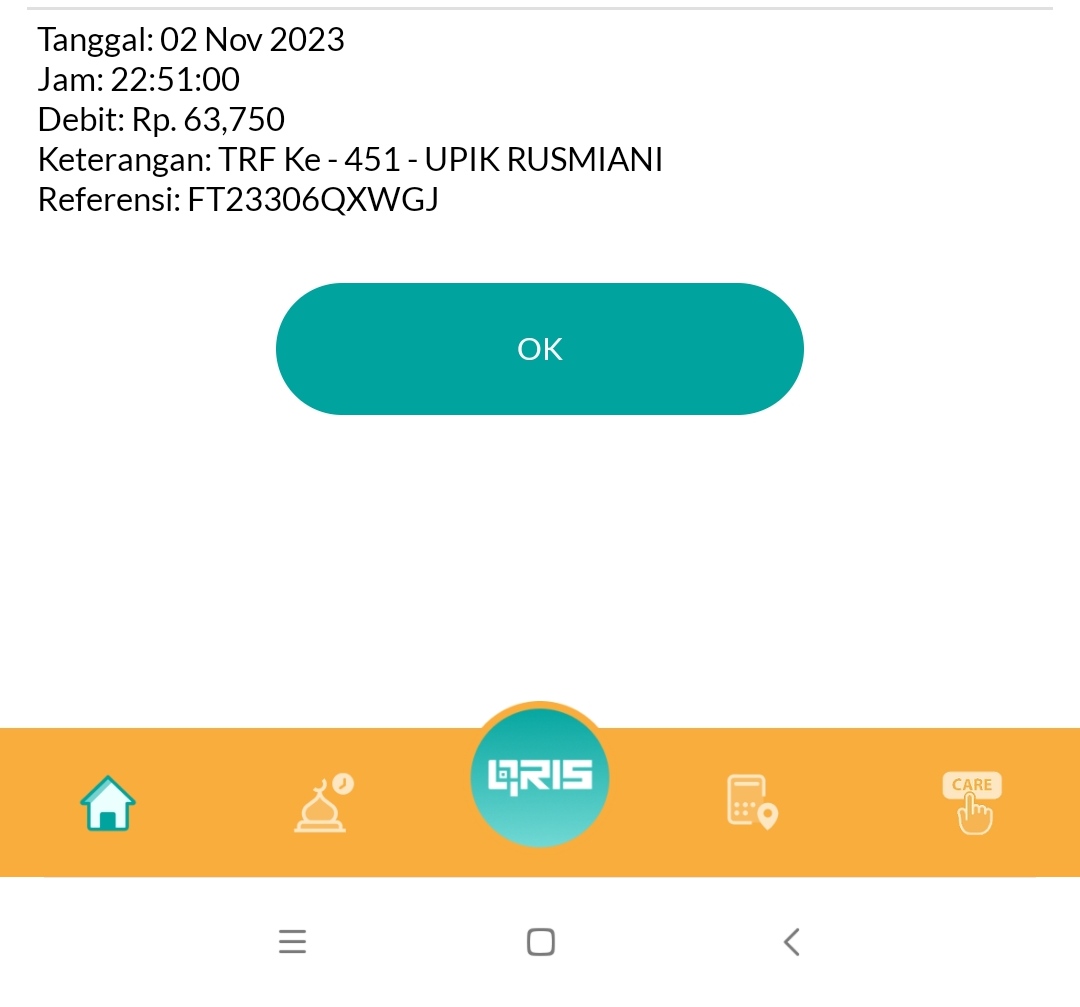 Tanggal: 02 Nov 2023
Jam: 22:51:00
Debit: Rp. 63,750
Keterangan: TRF Ke - 451 - UPIK RUSMIANI
Referensi: FT23306QXWGJ
OK
QRIS
CARE